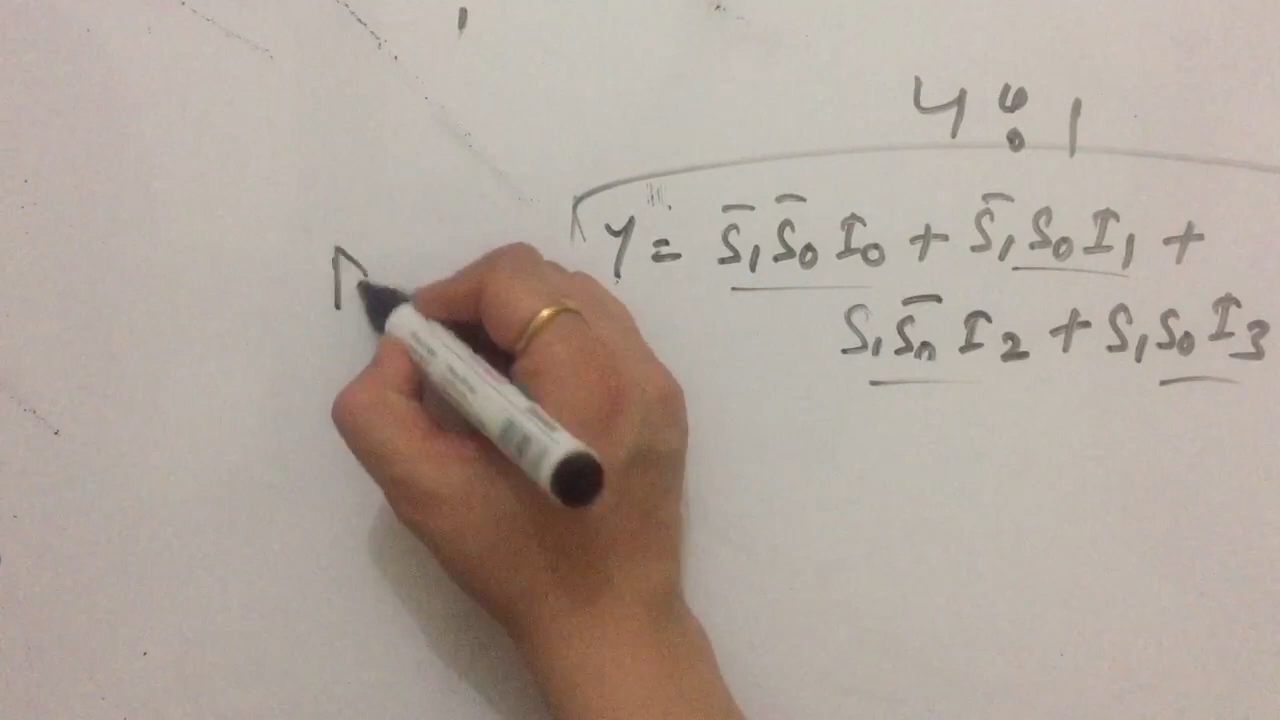 4 : 1
Y = S̄₁S̄₀I₀ + S̄₁S₀I₁ +
S₁S̄₀I₂ + S₁S₀I₃